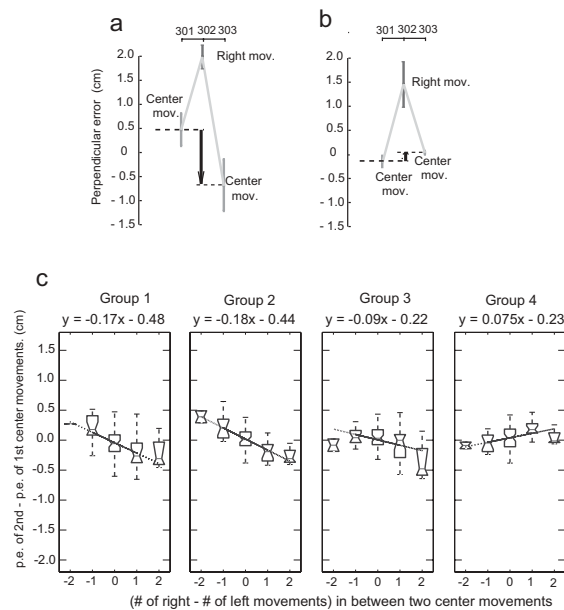 a
301 302 303
2.0
1.5
1.0
0.5
0
- 0.5
- 1.0
- 1.5
Perpendicular error (cm)
Right mov.
Center
mov.
Center
mov.
b
301 302 303
2.0
1.5
1.0
0.5
0
- 0.5
- 1.0
- 1.5
Right mov.
Center
mov.
Center
mov.
c
Group 1
y = -0.17x - 0.48
Group 2
y = -0.18x - 0.44
Group 3
y = -0.09x - 0.22
Group 4
y = 0.075x - 0.23
p.e. of 2nd - p.e. of 1st center movements. (cm)
1.5
1.0
0.5
0.0
-0.5
-1.0
-1.5
-2.0
-2 -1 0 1 2
-2 -1 0 1 2
-2 -1 0 1 2
-2 -1 0 1 2
(# of right - # of left movements) in between two center movements